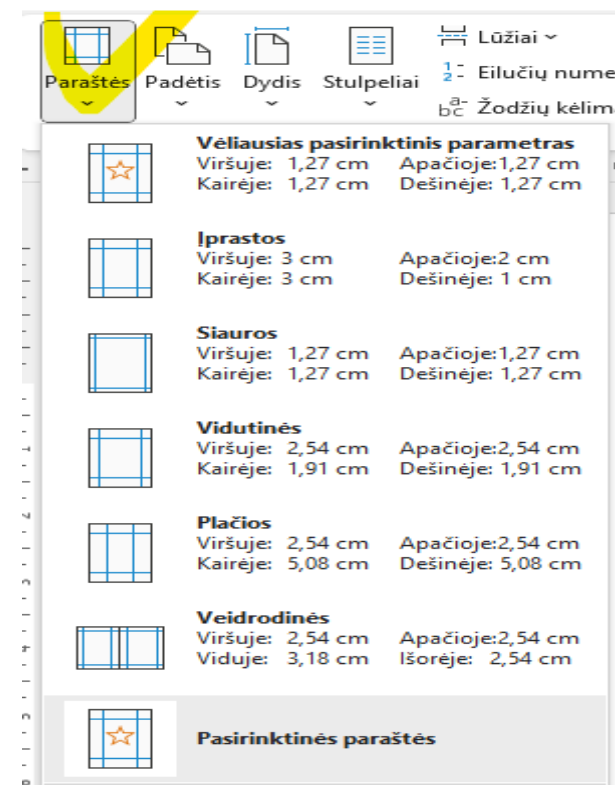 Lūžiai
Paraštės Padėtis Dydis Stulpeliai
Eilučių nume
Žodžių kėlim
Vėliausias pasirinktinis parametras
Viršuje: 1,27 cm Apačioje:1,27 cm
Kairėje: 1,27 cm Dešinėje: 1,27 cm
Įprastos
Viršuje: 3 cm Apačioje:2 cm
Kairėje: 3 cm Dešinėje: 1 cm
Siauros
Viršuje: 1,27 cm Apačioje:1,27 cm
Kairėje: 1,27 cm Dešinėje: 1,27 cm
Vidutinės
Viršuje: 2,54 cm Apačioje:2,54 cm
Kairėje: 1,91 cm Dešinėje: 1,91 cm
Plačios
Viršuje: 2,54 cm Apačioje:2,54 cm
Kairėje: 5,08 cm Dešinėje: 5,08 cm
Veidrodinės
Viršuje: 2,54 cm Apačioje:2,54 cm
Viduje: 3,18 cm Išorėje: 2,54 cm
Pasirinktinės paraštės